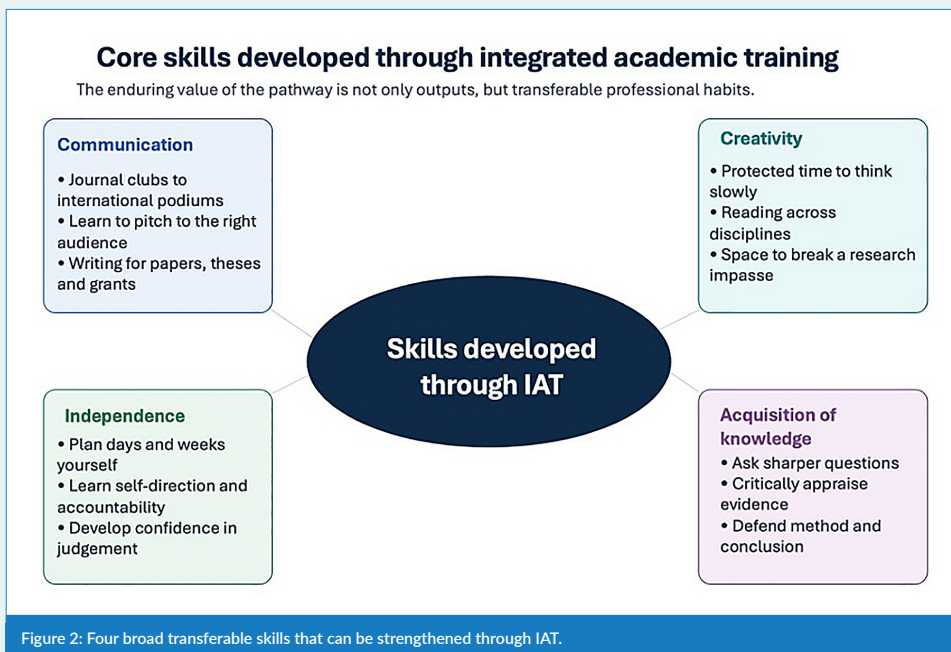 Core skills developed through integrated academic training
The enduring value of the pathway is not only outputs, but transferable professional habits.
Communication
• Journal clubs to
international podiums
• Learn to pitch to the right
audience
• Writing for papers, theses
and grants
Creativity
• Protected time to think
slowly
• Reading across
disciplines
• Space to break a research
impasse
Skills developed
through IAT
Independence
• Plan days and weeks
yourself
• Learn self-direction and
accountability
• Develop confidence in
judgement
Acquisition of
knowledge
• Ask sharper questions
• Critically appraise
evidence
• Defend method and
conclusion
Figure 2: Four broad transferable skills that can be strengthened through IAT.